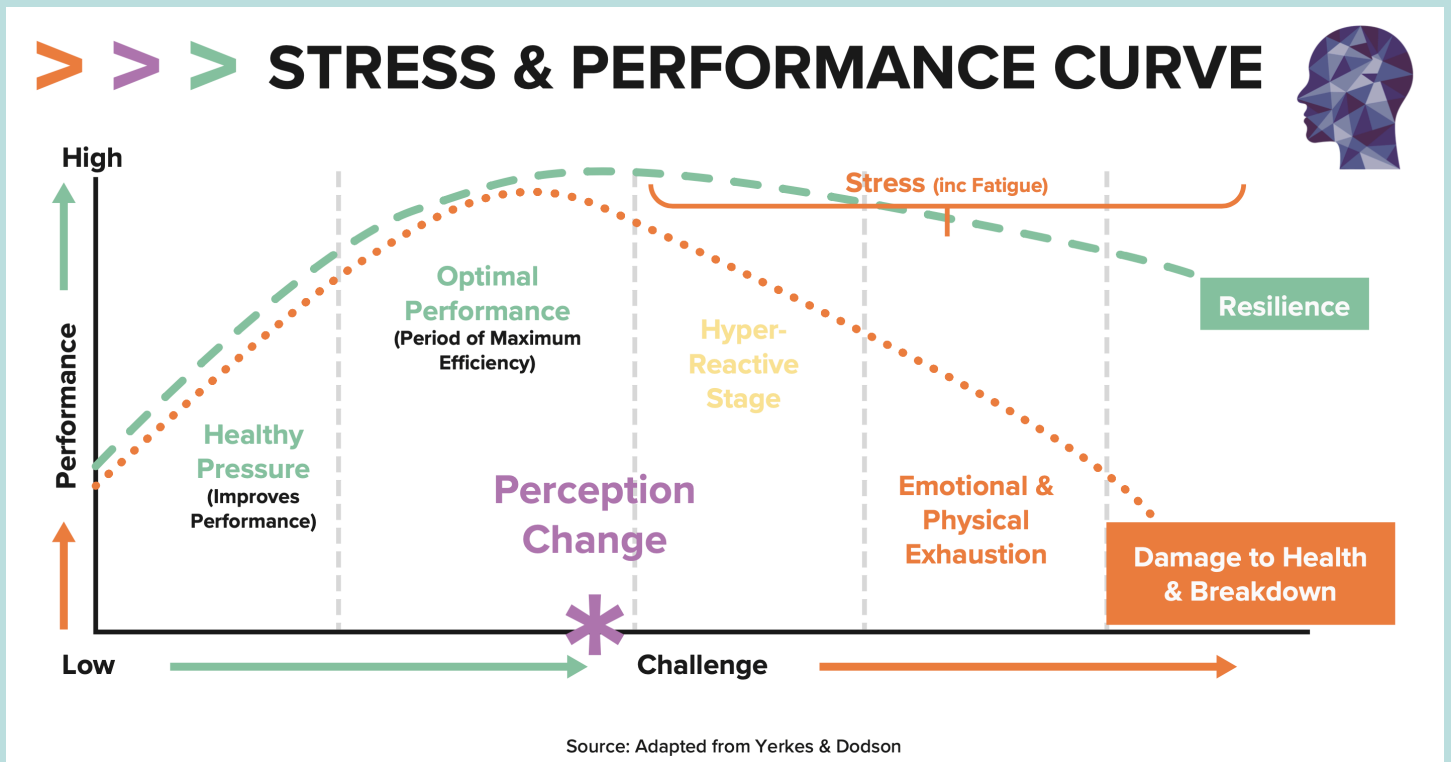 > > > STRESS & PERFORMANCE CURVE
High
Performance
Stress (inc Fatigue)
Optimal
Performance
(Period of Maximum
Efficiency)
Resilience
Hyper-
Reactive
Stage
Healthy
Pressure
(Improves
Performance)
Perception
Change
*
Emotional &
Physical
Exhaustion
Damage to Health
& Breakdown
Low
Challenge
Source: Adapted from Yerkes & Dodson